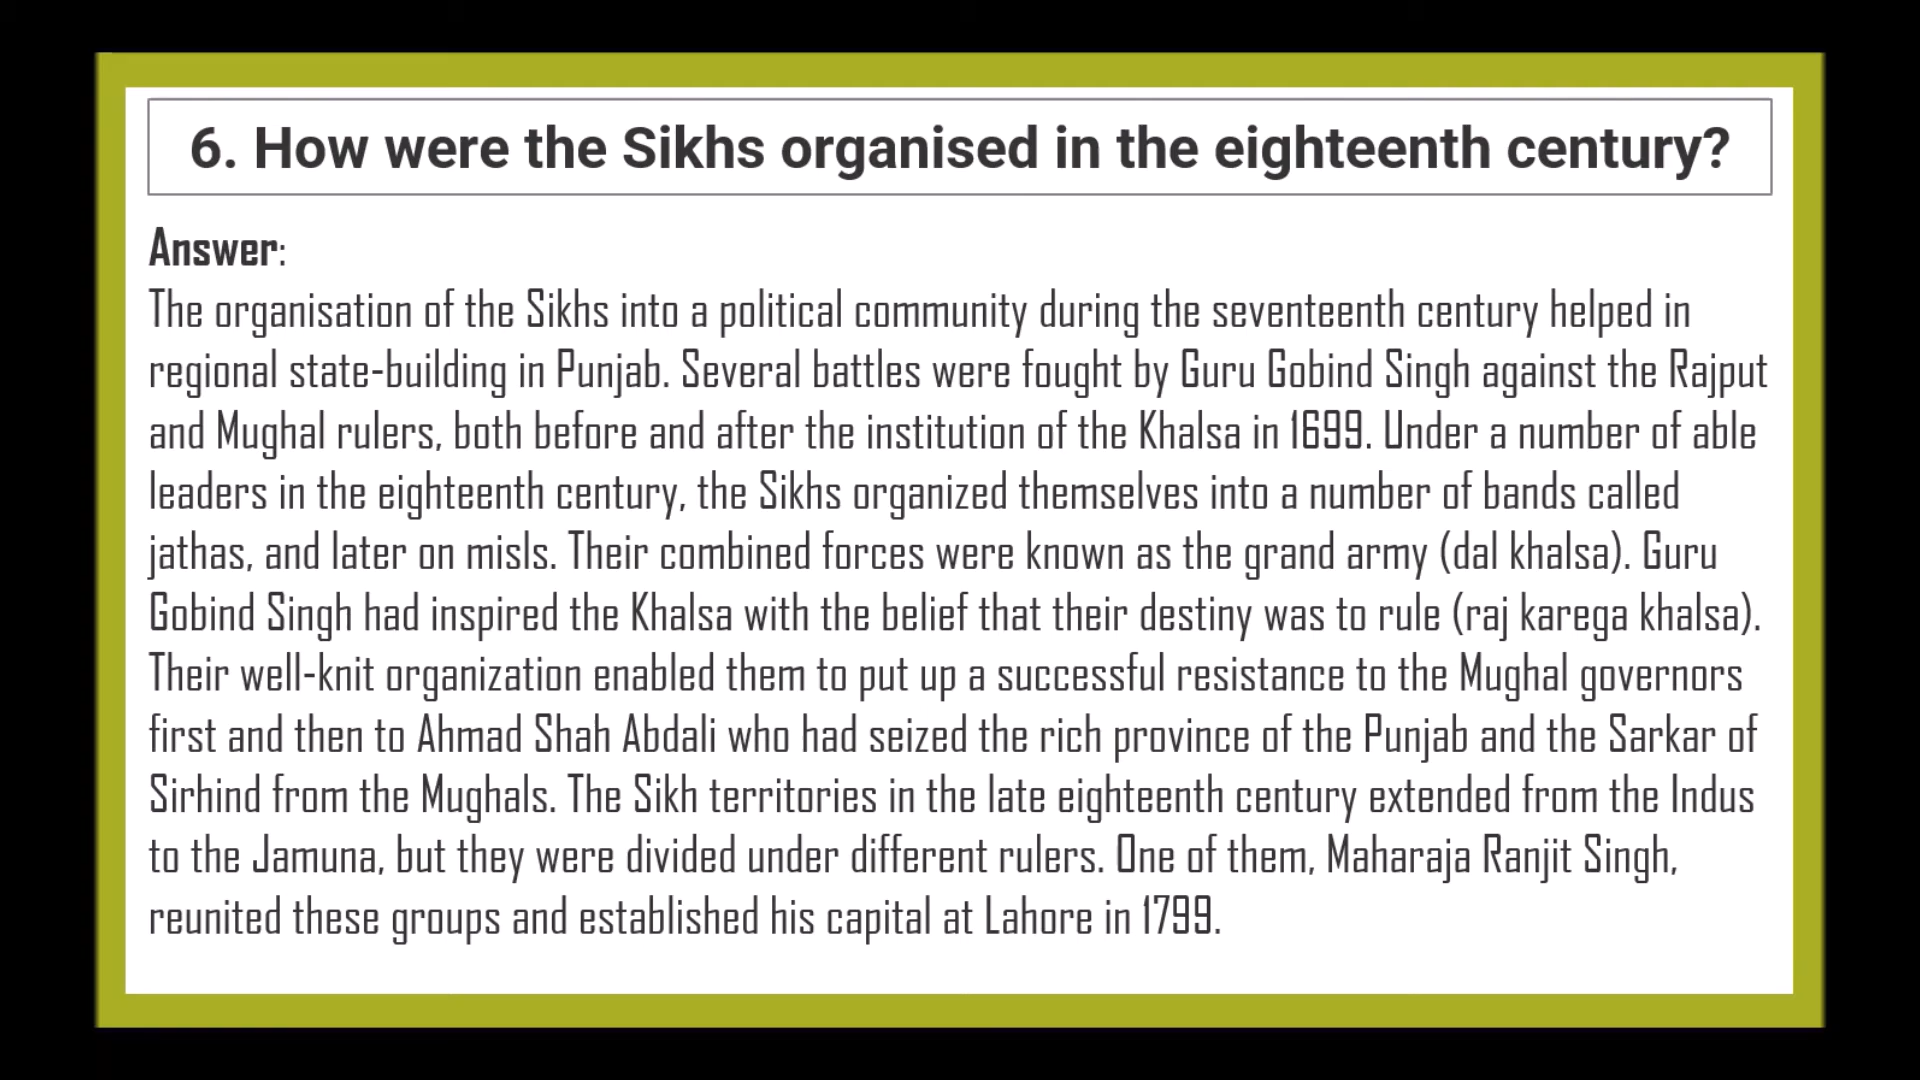 6. How were the Sikhs organised in the eighteenth century?
Answer:
The organisation of the Sikhs into a political community during the seventeenth century helped in
regional state-building in Punjab. Several battles were fought by Guru Gobind Singh against the Rajput
and Mughal rulers, both before and after the institution of the Khalsa in 1699. Under a number of able
leaders in the eighteenth century, the Sikhs organized themselves into a number of bands called
jathas, and later on misls. Their combined forces were known as the grand army (dal khalsa). Guru
Gobind Singh had inspired the Khalsa with the belief that their destiny was to rule (raj karega khalsa).
Their well-knit organization enabled them to put up a successful resistance to the Mughal governors
first and then to Ahmad Shah Abdali who had seized the rich province of the Punjab and the Sarkar of
Sirhind from the Mughals. The Sikh territories in the late eighteenth century extended from the Indus
to the Jamuna, but they were divided under different rulers. One of them, Maharaja Ranjit Singh,
reunited these groups and established his capital at Lahore in 1799.